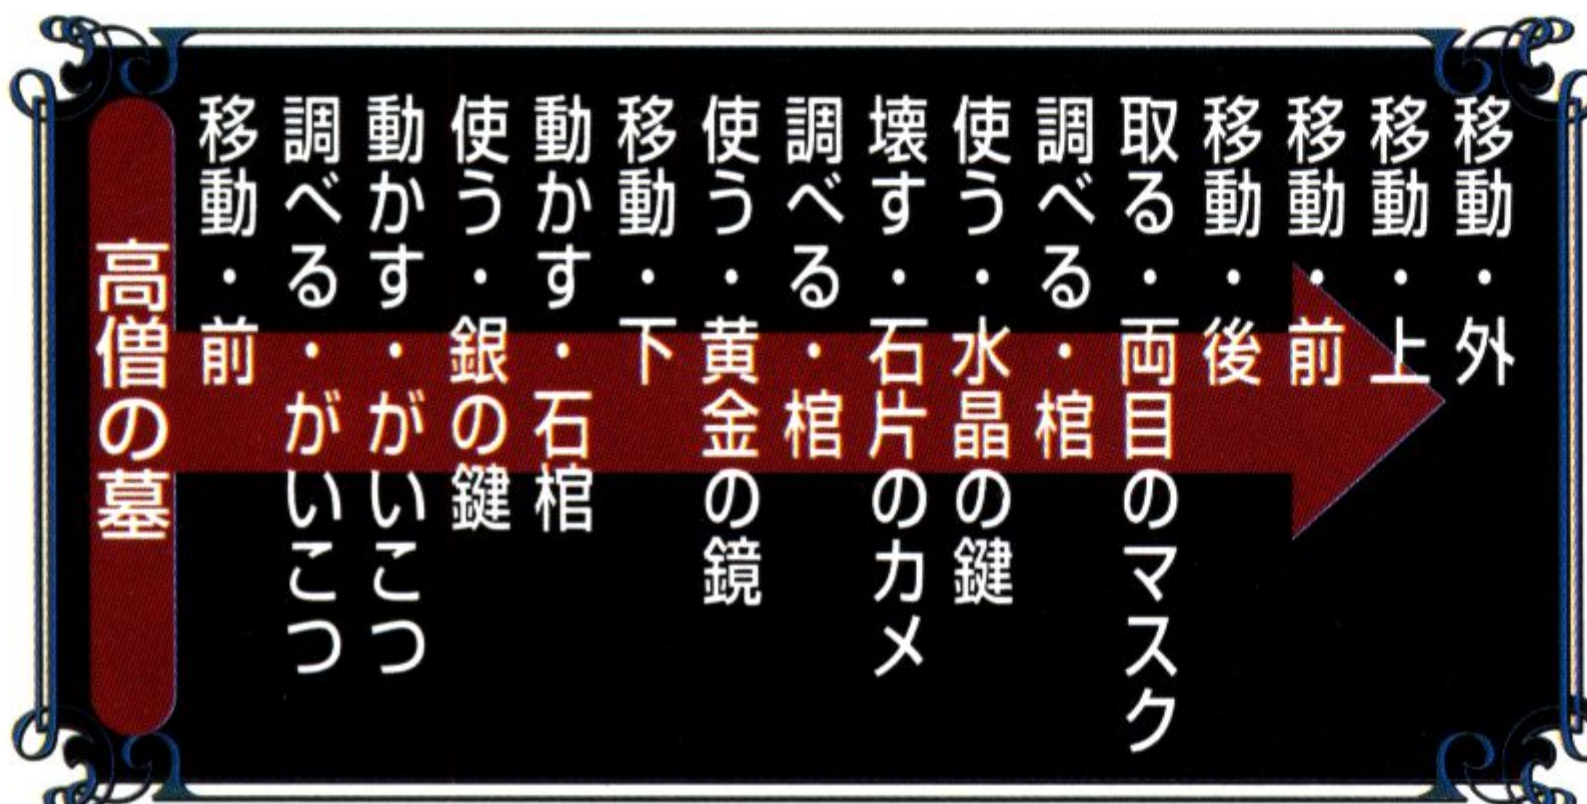 高僧の墓
移動・前
調べる・がいこつ
動かす・がいこつ
使う・銀の鍵
動かす・石棺
移動・下
使う・黄金の鏡
調べる・棺
壊す・石片のカメ
使う・水晶の鍵
調べる・棺
取る・両目のマスク
移動・後
移動・前
移動・上
移動・外